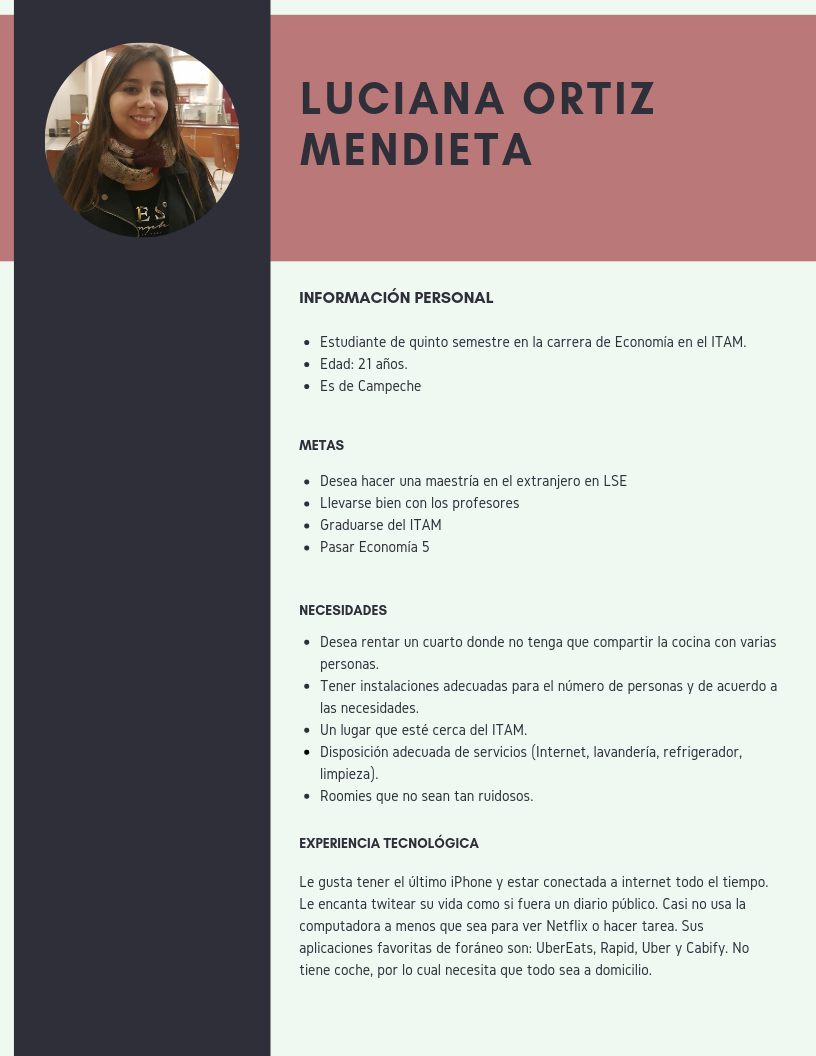 LUCIANA ORTIZ
MENDIETA
INFORMACIÓN PERSONAL
• Estudiante de quinto semestre en la carrera de Economía en el ITAM.
• Edad: 21 años.
• Es de Campeche
METAS
• Desea hacer una maestría en el extranjero en LSE
• Llevarse bien con los profesores
• Graduarse del ITAM
• Pasar Economía 5
NECESIDADES
• Desea rentar un cuarto donde no tenga que compartir la cocina con varias
personas.
• Tener instalaciones adecuadas para el número de personas y de acuerdo a
las necesidades.
• Un lugar que esté cerca del ITAM.
• Disposición adecuada de servicios (Internet, lavandería, refrigerador,
limpieza).
• Roomies que no sean tan ruidosos.
EXPERIENCIA TECNOLÓGICA
Le gusta tener el último iPhone y estar conectada a internet todo el tiempo.
Le encanta twitear su vida como si fuera un diario público. Casi no usa la
computadora a menos que sea para ver Netflix o hacer tarea. Sus
aplicaciones favoritas de foráneo son: UberEats, Rapid, Uber y Cabify. No
tiene coche, por lo cual necesita que todo sea a domicilio.